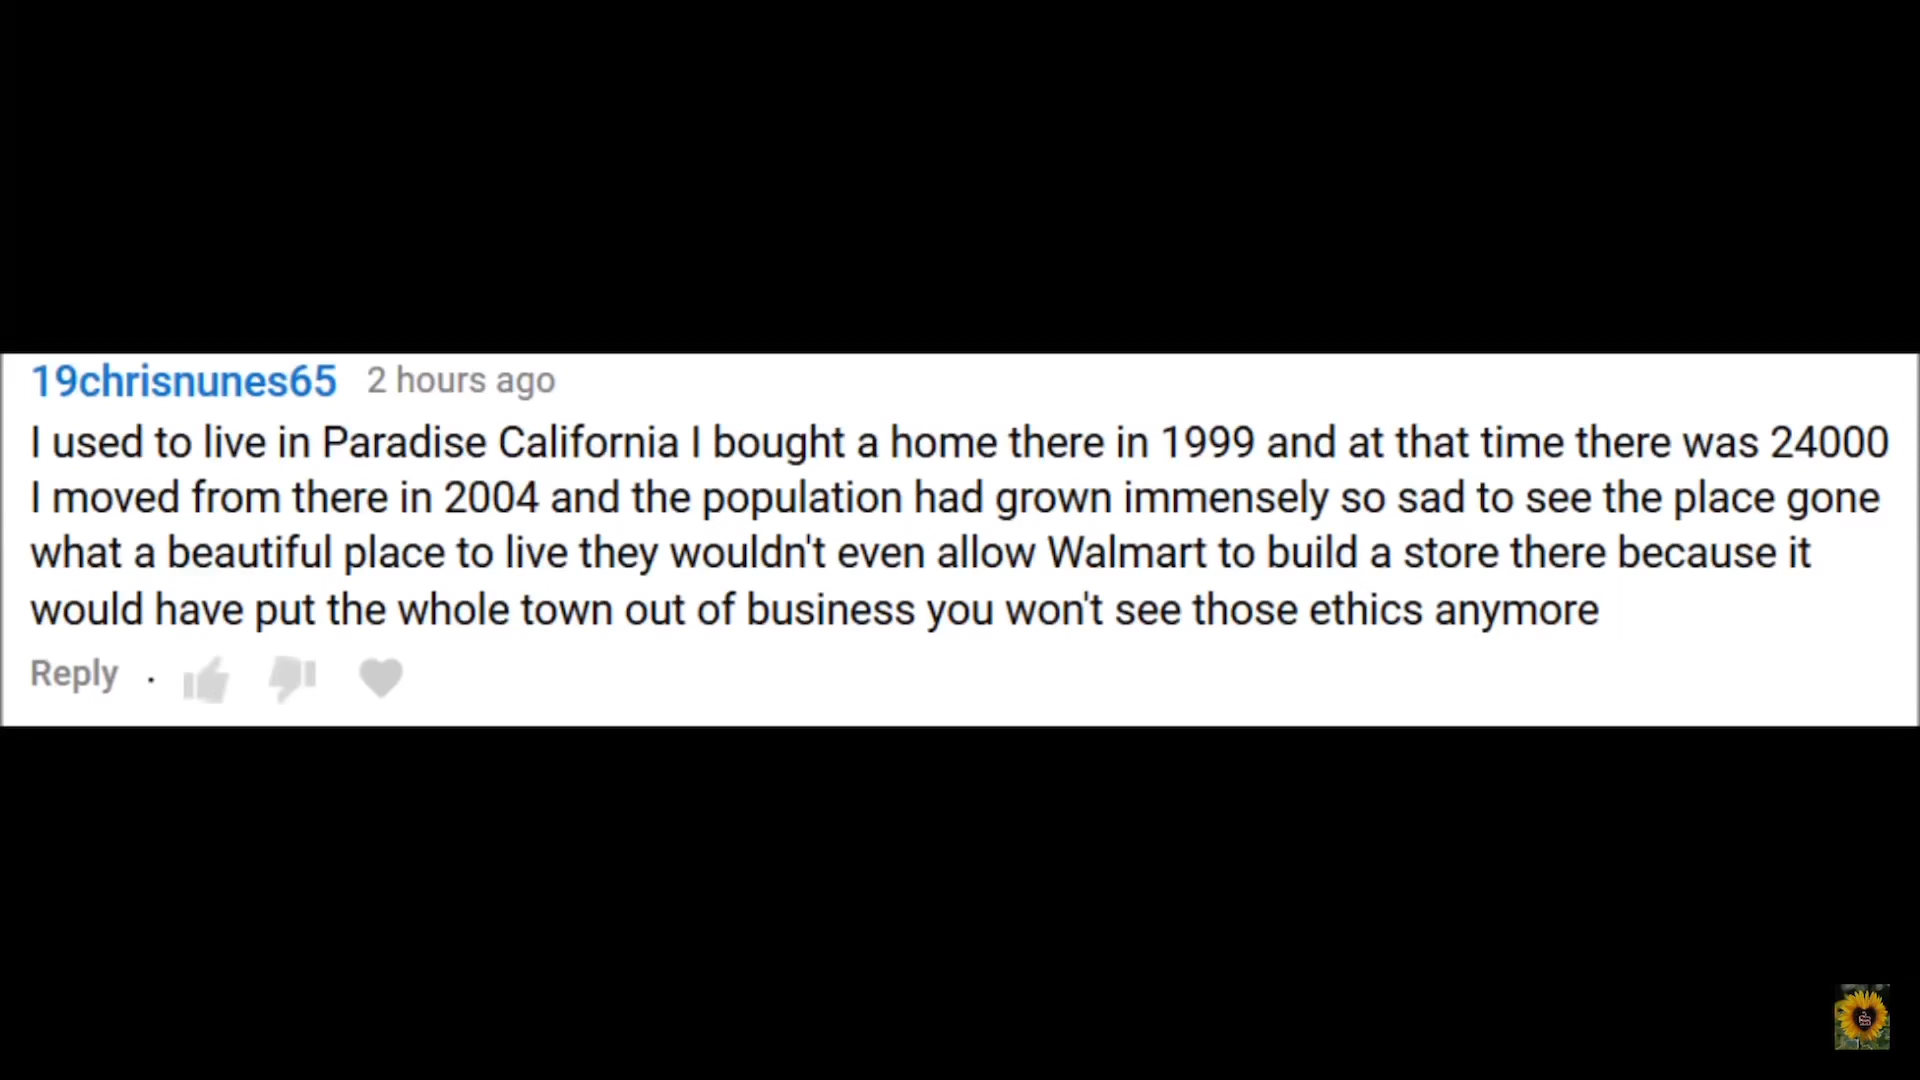 19chrisnunes65 2 hours ago
I used to live in Paradise California I bought a home there in 1999 and at that time there was 24000
I moved from there in 2004 and the population had grown immensely so sad to see the place gone
what a beautiful place to live they wouldn't even allow Walmart to build a store there because it
would have put the whole town out of business you won't see those ethics anymore
Reply .